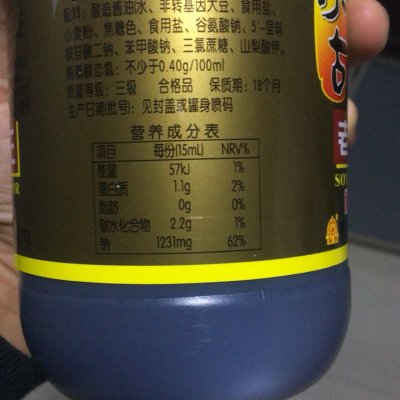 配料：酿造酱油(水、非转基因大豆、食用盐、
小麦粉、焦糖色、食用盐、谷氨酸钠、5'-呈味
核苷酸二钠、苯甲酸钠、三氯蔗糖、山梨酸钾。
氨基酸态氮：不少于0.40g/100ml
质量等级：三级 合格品 保质期：18个月
生产日期(批号)：见封盖或罐身喷码
营养成分表
项目 每份(15mL) NRV%
能量 57kJ 1%
蛋白质 1.1g 2%
脂肪 0g 0%
碳水化合物 2.2g 1%
钠 1231mg 62%